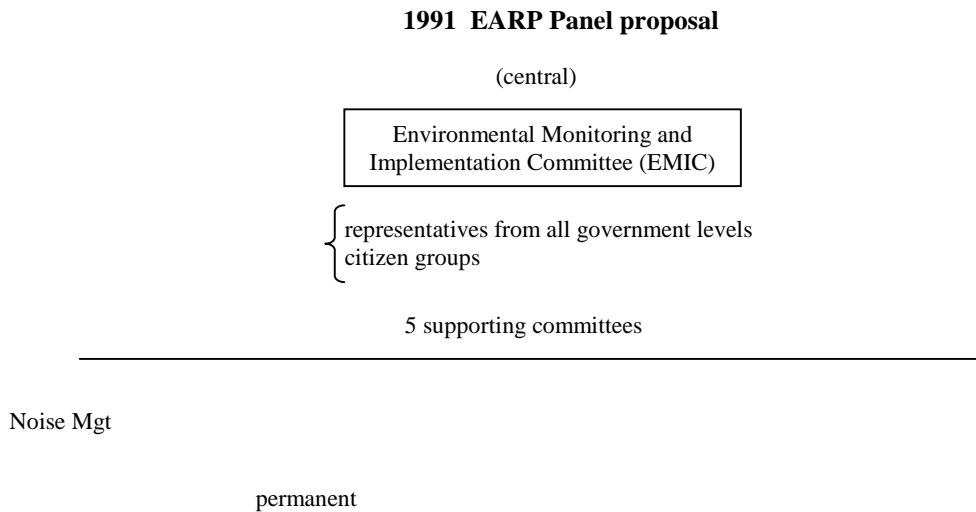 1991 EARP Panel proposal
(central)
Environmental Monitoring and
Implementation Committee (EMIC)
representatives from all government levels
citizen groups
5 supporting committees
Noise Mgt
permanent